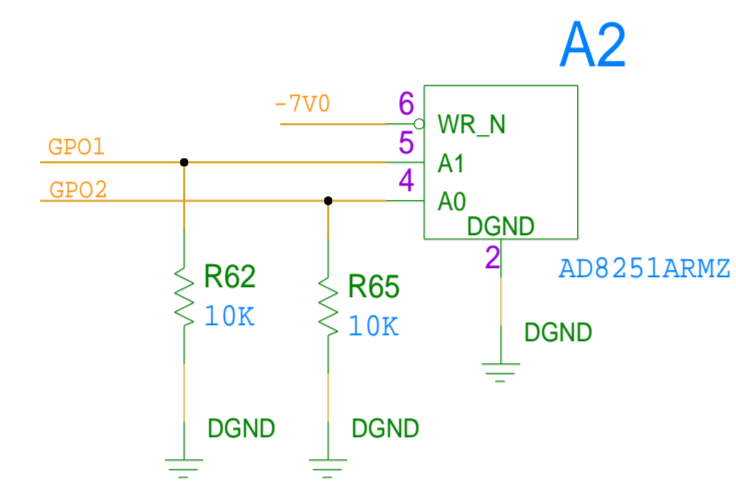 A2
-7V0
6
WR_N
GPO1
5
A1
GPO2
4
A0
DGND
2
AD8251ARMZ
R62
10K
R65
10K
DGND
DGND
DGND